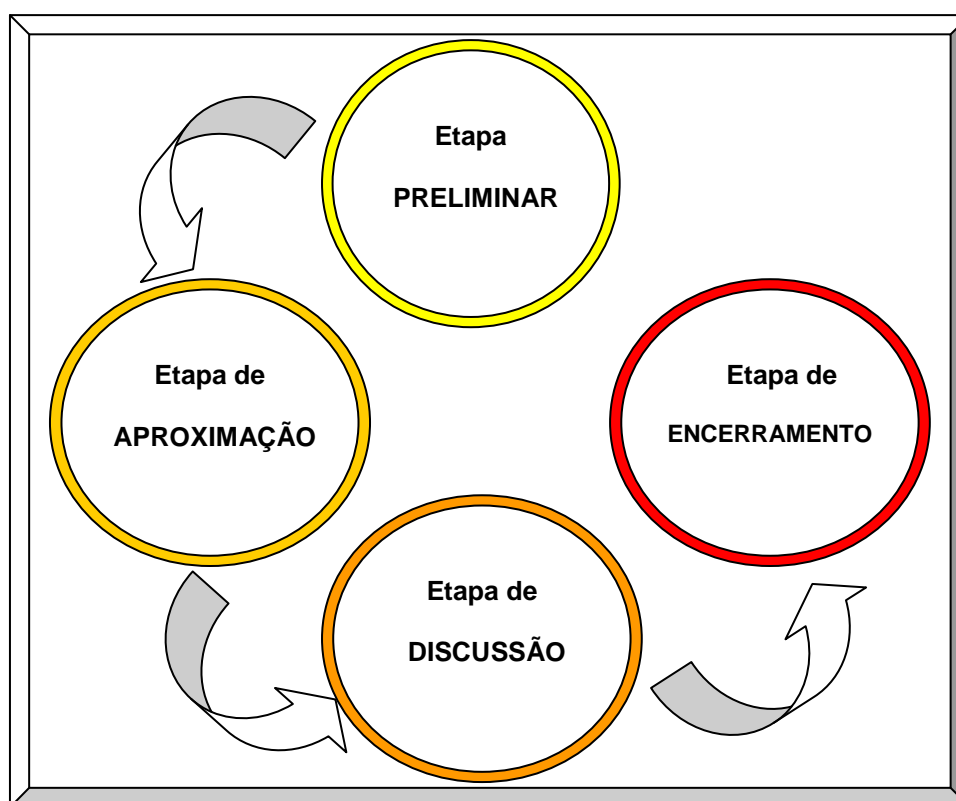 Etapa
PRELIMINAR
Etapa de
APROXIMAÇÃO
Etapa de
DISCUSSÃO
Etapa de
ENCERRAMENTO